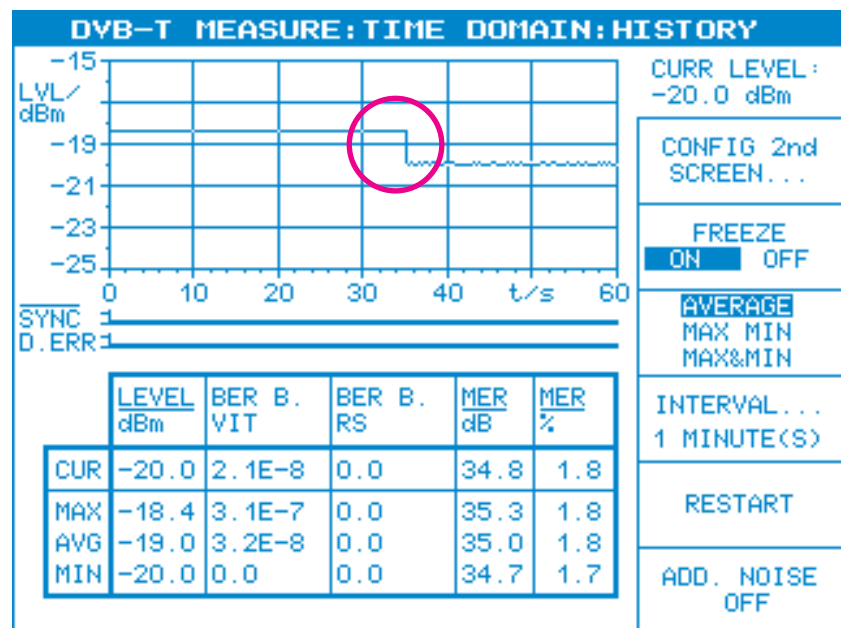 DVB-T MEASURE:TIME DOMAIN:HISTORY
-15
LVL/
dBm
-19
-21
-23
-25
0 10 20 30 40 t/s 60
SYNC 1
D.ERR 1
LEVEL dBm BER B. VIT BER B. RS MER dB MER %
CUR -20.0 2.1E-8 0.0 34.8 1.8
MAX -18.4 3.1E-7 0.0 35.3 1.8
AVG -19.0 3.2E-8 0.0 35.0 1.8
MIN -20.0 0.0 0.0 34.7 1.7
CURR LEVEL:
-20.0 dBm
CONFIG 2nd
SCREEN...
FREEZE
ON OFF
AVERAGE
MAX MIN
MAX&MIN
INTERVAL...
1 MINUTE(S)
RESTART
ADD. NOISE
OFF